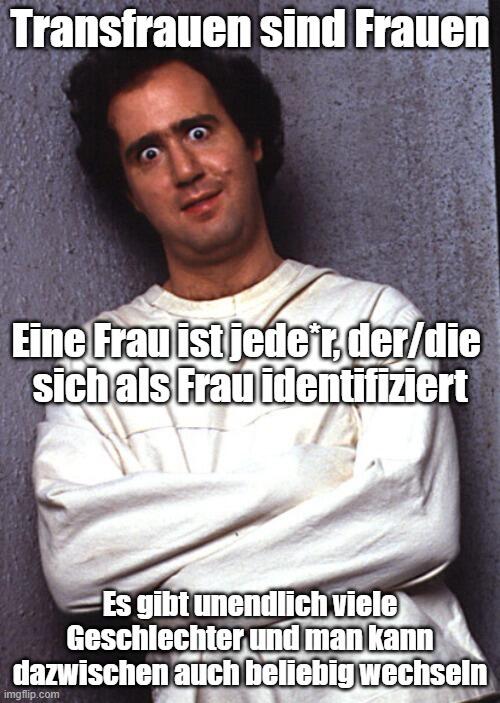 Transfrauen sind Frauen
Eine Frau ist jede*r, der/die
sich als Frau identifiziert
Es gibt unendlich viele
Geschlechter und man kann
dazwischen auch beliebig wechseln
imgflip.com